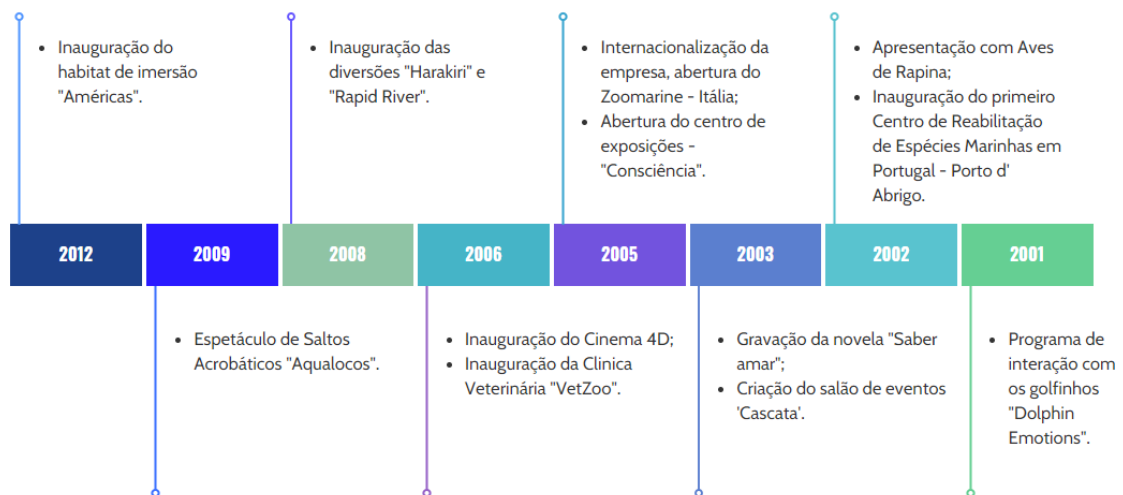 • Inauguração do
habitat de imersão
"Américas".
• Inauguração das
diversões "Harakiri" e
"Rapid River".
• Internacionalização da
empresa, abertura do
Zoomarine - Itália;
• Abertura do centro de
exposições -
"Consciência".
• Apresentação com Aves
de Rapina;
• Inauguração do primeiro
Centro de Reabilitação
de Espécies Marinhas em
Portugal - Porto d'
Abrigo.
2012
2009
2008
2006
2005
2003
2002
2001
• Espetáculo de Saltos
Acrobáticos "Aqualocos".
• Inauguração do Cinema 4D;
• Inauguração da Clinica
Veterinária "VetZoo".
• Gravação da novela "Saber
amar";
• Criação do salão de eventos
'Cascata'.
• Programa de
interação com
os golfinhos
"Dolphin
Emotions".